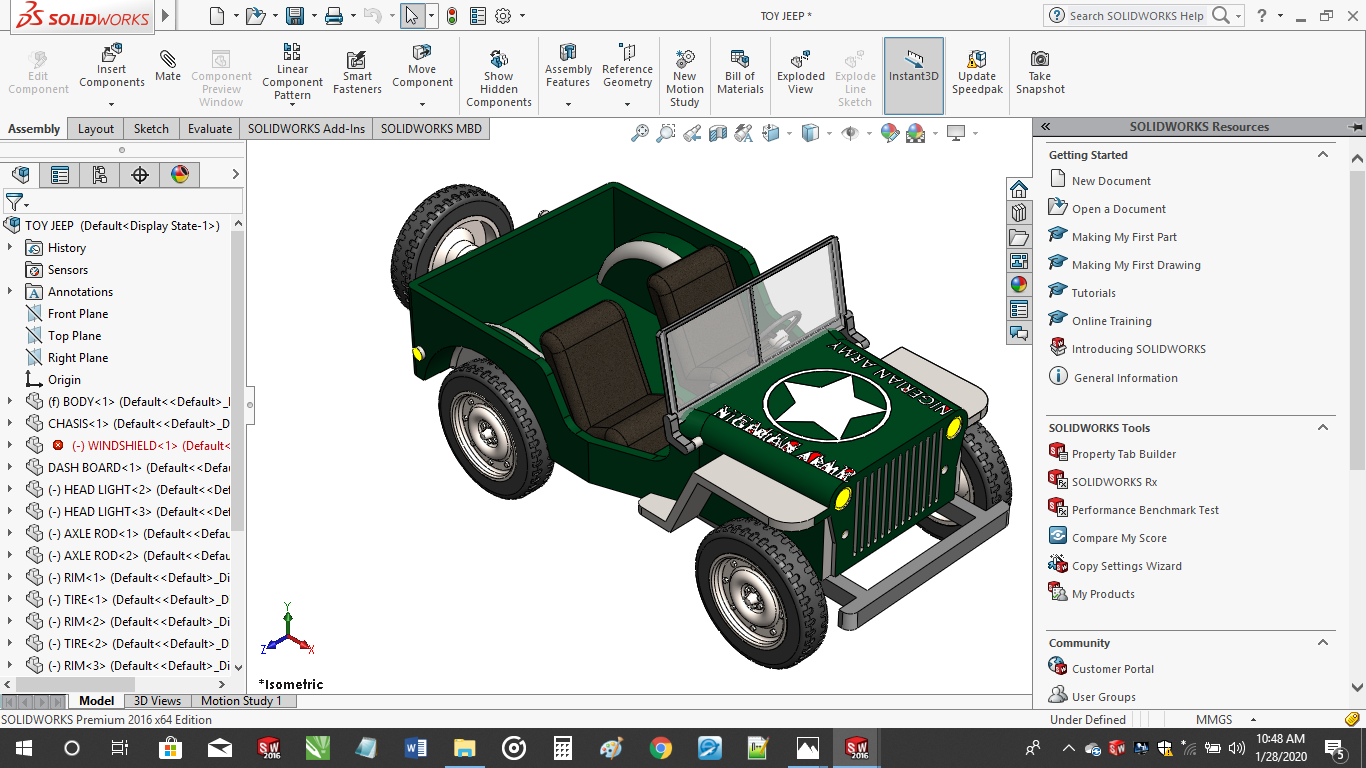 SOLIDWORKS
TOY JEEP *
Search SOLIDWORKS Help
?
Edit Component
Insert Components
Mate
Component Preview Window
Linear Component Pattern
Smart Fasteners
Move Component
Show Hidden Components
Assembly Features
Reference Geometry
New Motion Study
Bill of Materials
Exploded View
Explode Line Sketch
Instant3D
Update Speedpak
Take Snapshot
Assembly
Layout
Sketch
Evaluate
SOLIDWORKS Add-Ins
SOLIDWORKS MBD
TOY JEEP (Default<Display State-1>)
History
Sensors
Annotations
Front Plane
Top Plane
Right Plane
Origin
(f) BODY<1> (Default<<Default>_
CHASIS<1> (Default<<Default>_D
(-) WINDSHIELD<1> (Default<
DASH BOARD<1> (Default<<Defau
(-) HEAD LIGHT<2> (Default<<Def
(-) HEAD LIGHT<3> (Default<<Def
(-) AXLE ROD<1> (Default<<Defau
(-) AXLE ROD<2> (Default<<Defau
(-) RIM<1> (Default<<Default>_Di
(-) TIRE<1> (Default<<Default>_D
(-) RIM<2> (Default<<Default>_Di
(-) TIRE<2> (Default<<Default>_D
(-) RIM<3> (Default<<Default>_Di
NIGERIAN ARMY
NIGERIAN ARMY
Y
Z
X
*Isometric
SOLIDWORKS Resources
Getting Started
New Document
Open a Document
Making My First Part
Making My First Drawing
Tutorials
Online Training
Introducing SOLIDWORKS
General Information
SOLIDWORKS Tools
Property Tab Builder
SOLIDWORKS Rx
Performance Benchmark Test
Compare My Score
Copy Settings Wizard
My Products
Community
Customer Portal
User Groups
Model
3D Views
Motion Study 1
SOLIDWORKS Premium 2016 x64 Edition
Under Defined
MMGS
SW 2016
SW 2016
10:48 AM
1/28/2020
5